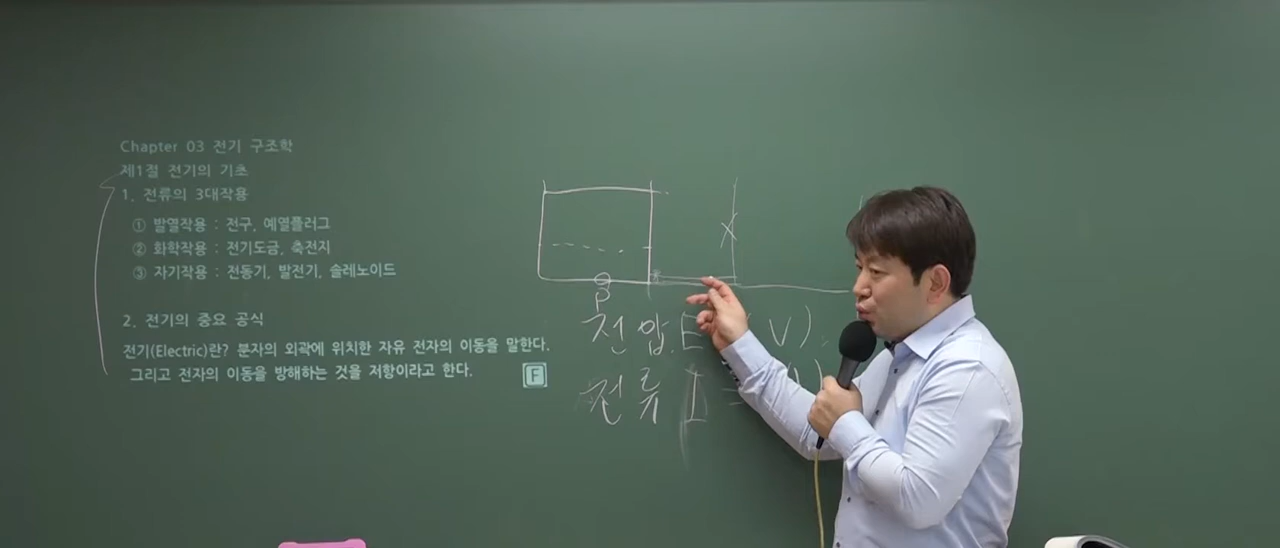 Chapter 03 전기 구조학
제1절 전기의 기초
1. 전류의 3대작용
① 발열작용 : 전구, 예열플러그
② 화학작용 : 전기도금, 축전지
③ 자기작용 : 전동기, 발전기, 솔레노이드
2. 전기의 중요 공식
전기(Electric)란? 분자의 외곽에 위치한 자유 전자의 이동을 말한다.
그리고 전자의 이동을 방해하는 것을 저항이라고 한다.
F
P
전압 E V).
전류 I =